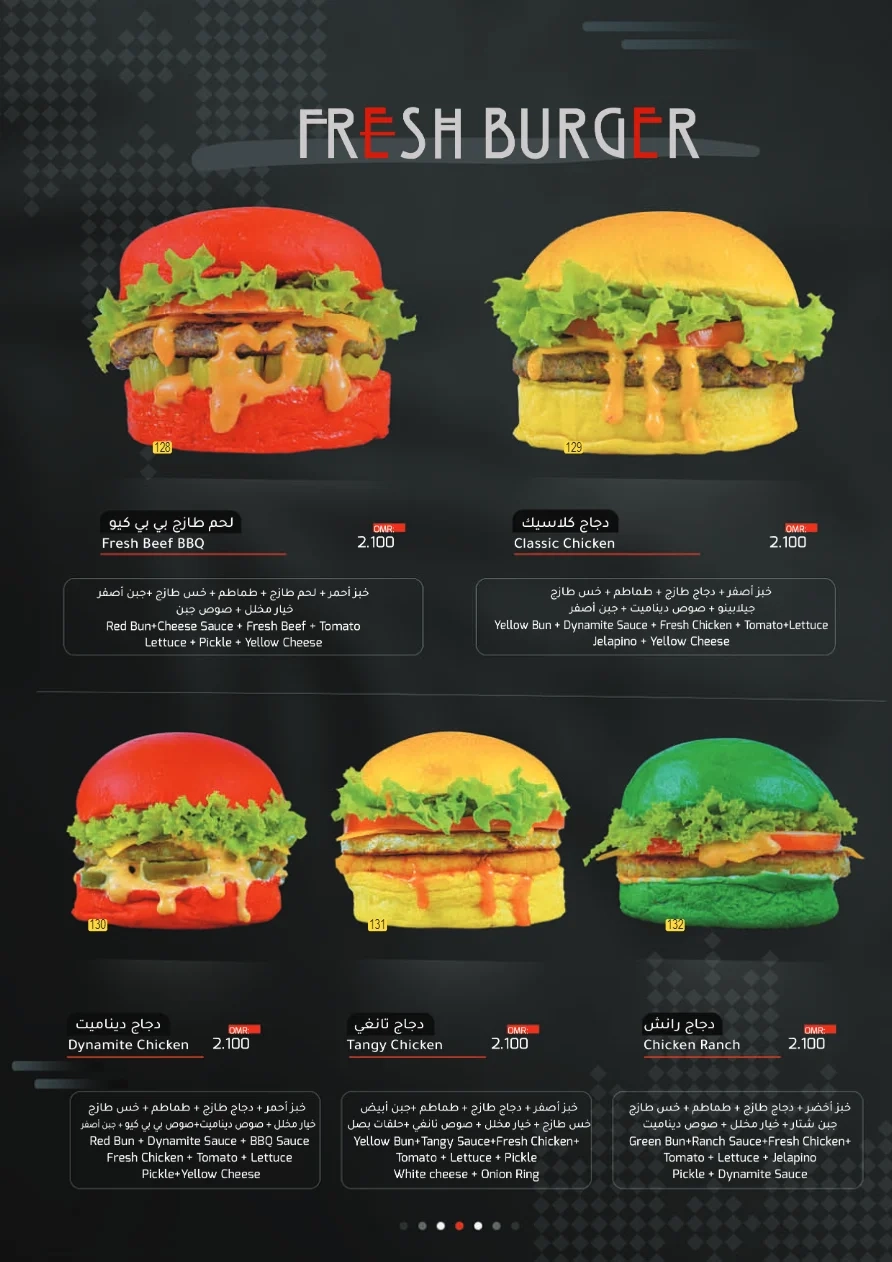 FRESH BURGER
128
129
لحم طازج بي بي كيو
Fresh Beef BBQ
OMR:
2.100
دجاج كلاسيك
Classic Chicken
OMR:
2.100
خبز أحمر + لحم طازج + طماطم + خس طازج +جبن أصفر
خيار مخلل + صوص جبن
Red Bun+Cheese Sauce + Fresh Beef + Tomato
Lettuce + Pickle + Yellow Cheese
خبز أصفر + دجاج طازج + طماطم + خس طازج
جيلابينو + صوص ديناميت + جبن أصفر
Yellow Bun + Dynamite Sauce + Fresh Chicken + Tomato+Lettuce
Jelapino + Yellow Cheese
130
131
132
دجاج ديناميت
Dynamite Chicken
OMR:
2.100
دجاج تانغي
Tangy Chicken
OMR:
2.100
دجاج رانش
Chicken Ranch
OMR:
2.100
خبز أحمر + دجاج طازج + طماطم + خس طازج
خيار مخلل + صوص ديناميت+صوص بي بي كيو + جبن أصفر
Red Bun + Dynamite Sauce + BBQ Sauce
Fresh Chicken + Tomato + Lettuce
Pickle+Yellow Cheese
خبز أصفر + دجاج طازج + طماطم +جبن أبيض
خس طازج + خيار مخلل + صوص تانغي +حلقات بصل
Yellow Bun+Tangy Sauce+Fresh Chicken+
Tomato + Lettuce + Pickle
White cheese + Onion Ring
خبز أخضر + دجاج طازج + طماطم + خس طازج
جبن شتار + خيار مخلل + صوص ديناميت
Green Bun+Ranch Sauce+Fresh Chicken+
Tomato + Lettuce + Jelapino
Pickle + Dynamite Sauce